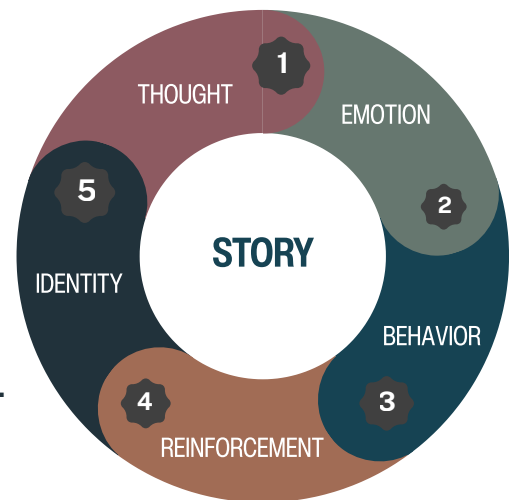 1
THOUGHT
EMOTION
5
2
STORY
IDENTITY
BEHAVIOR
4
3
REINFORCEMENT